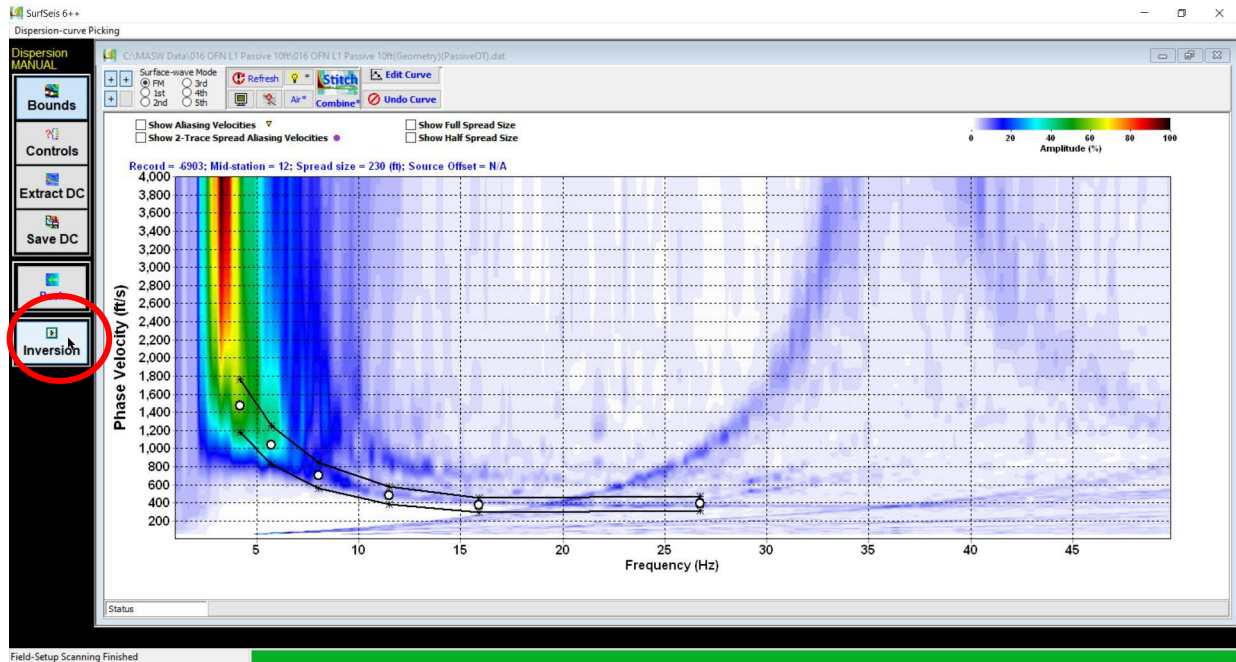 SurfSeis 6++
Dispersion-curve Picking
Dispersion
MANUAL
Bounds
Controls
Extract DC
Save DC
Inversion
C:\MASW Data\016 OFN L1 Passive 10ft\016 OFN L1 Passive 10ft(Geometry)(PassiveOT).dat
Surface-wave Mode
FM 3rd
1st 4th
2nd 5th
Refresh
Air*
Stitch
Combine*
Edit Curve
Undo Curve
Show Aliasing Velocities
Show 2-Trace Spread Aliasing Velocities
Show Full Spread Size
Show Half Spread Size
0 20 40 60 80 100
Amplitude (%)
Record = -6903; Mid-station = 12; Spread size = 230 (ft); Source Offset = N/A
4,000
3,800
3,600
3,400
3,200
3,000
2,800
2,600
2,400
2,200
2,000
1,800
1,600
1,400
1,200
1,000
800
600
400
200
Phase Velocity (ft/s)
5 10 15 20 25 30 35 40 45
Frequency (Hz)
Status
Field-Setup Scanning Finished